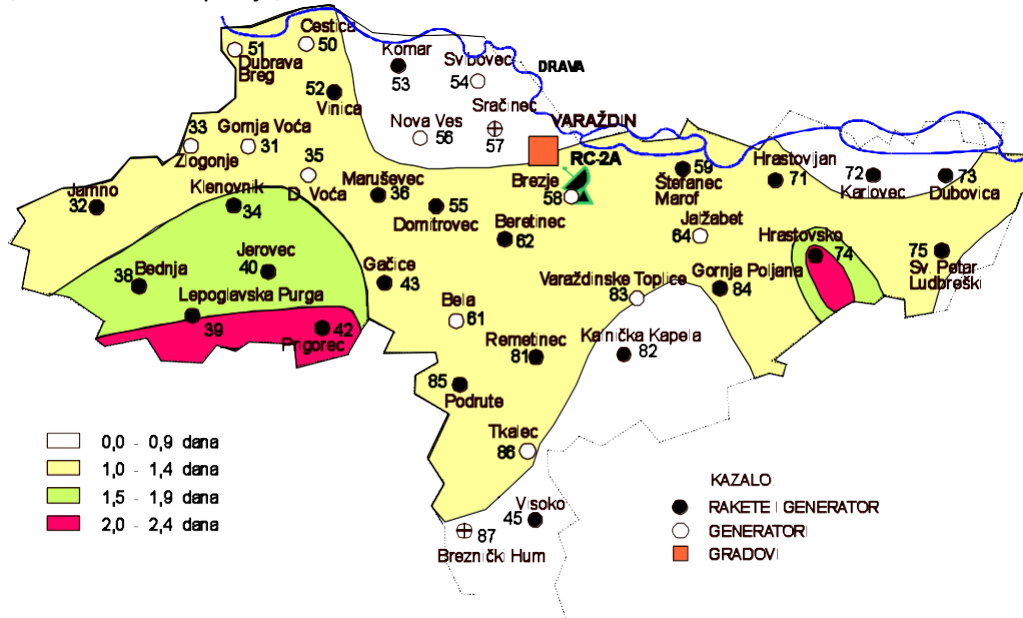 Cestica
50
51
Dubrava
Breg
Komar
53
Svibovec
54
DRAVA
52
Vinica
Sračinec
57
Nova Ves
56
VARAŽDIN
33
Zlogonje
Gornja Voća
31
35
D. Voća
RC-2A
Brezje
58
59
Štefanec
Marof
Hrastovljan
71
72
Karlovec
73
Dubovica
Jamno
32
Klenovnik
34
Maruševec
36
55
Domitrovec
Beretinec
62
Jalžabet
64
Hrastovsko
74
75
Sv. Petar
Ludbreški
38
Bednja
Jerovec
40
Gačice
43
Varaždinske Toplice
83
Gornja Poljana
84
Lepoglavska Purga
39
42
Prigorec
Bela
61
Remetinec
81
Kalnička Kapela
82
85
Podrute
Tkalec
86
Visoko
45
87
Breznički Hum
0,0 - 0,9 dana
1,0 - 1,4 dana
1,5 - 1,9 dana
2,0 - 2,4 dana
KAZALO
RAKETE I GENERATOR
GENERATORI
GRADOVI